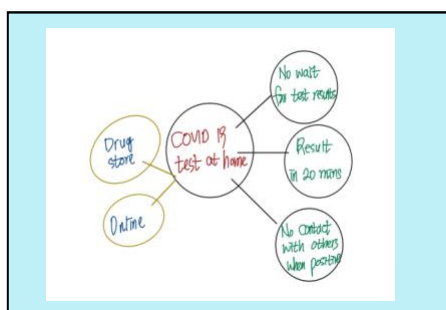 COVID 19
test at home
Drug
store
Online
No wait
for test results
Result
in 20 mins
No Contact
with others
when positive